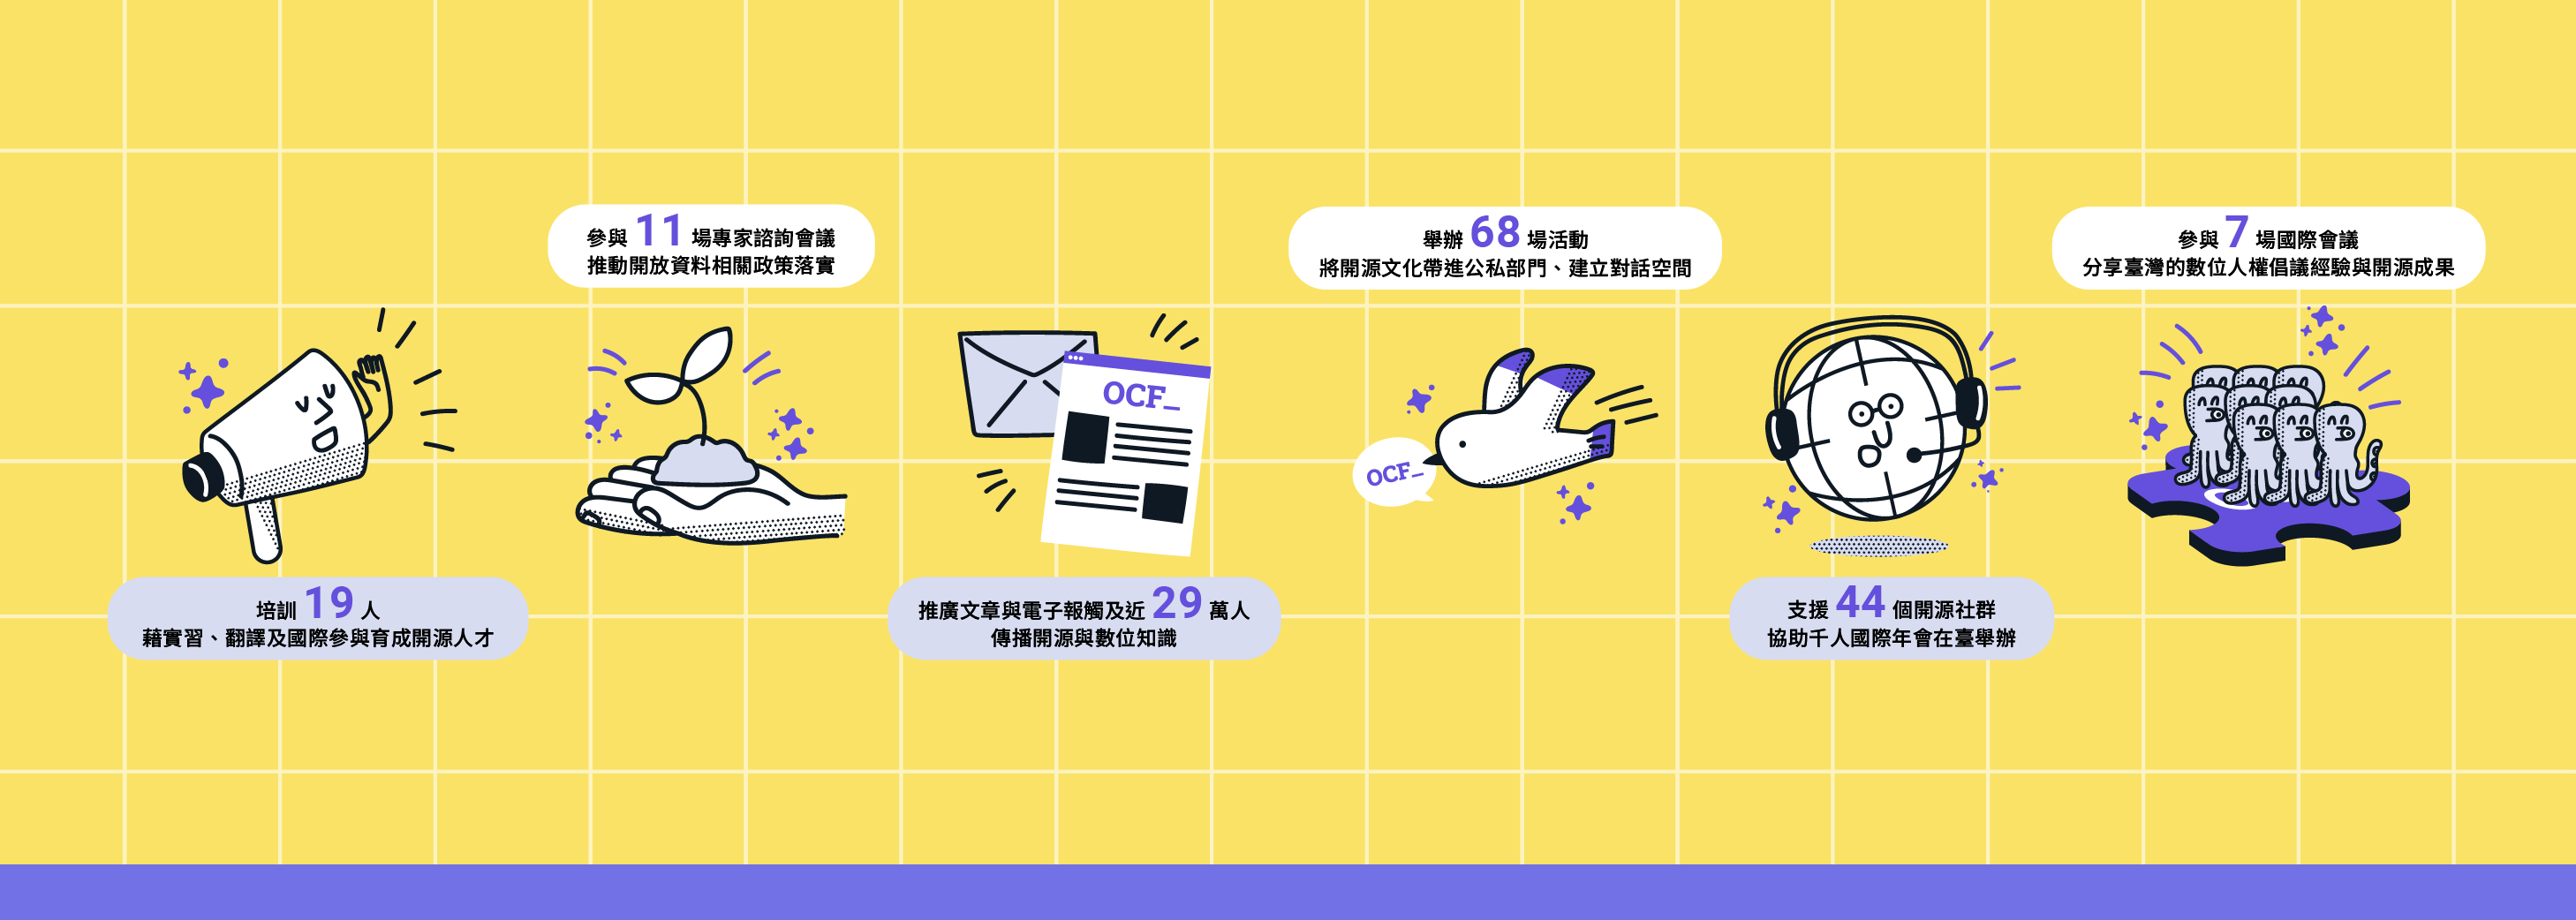 培訓 19 人
藉實習、翻譯及國際參與育成開源人才
參與 11 場專家諮詢會議
推動開放資料相關政策落實
OCF_
推廣文章與電子報觸及近 29 萬人
傳播開源與數位知識
舉辦 68 場活動
將開源文化帶進公私部門、建立對話空間
OCF_
支援 44 個開源社群
協助千人國際年會在臺舉辦
參與 7 場國際會議
分享臺灣的數位人權倡議經驗與開源成果